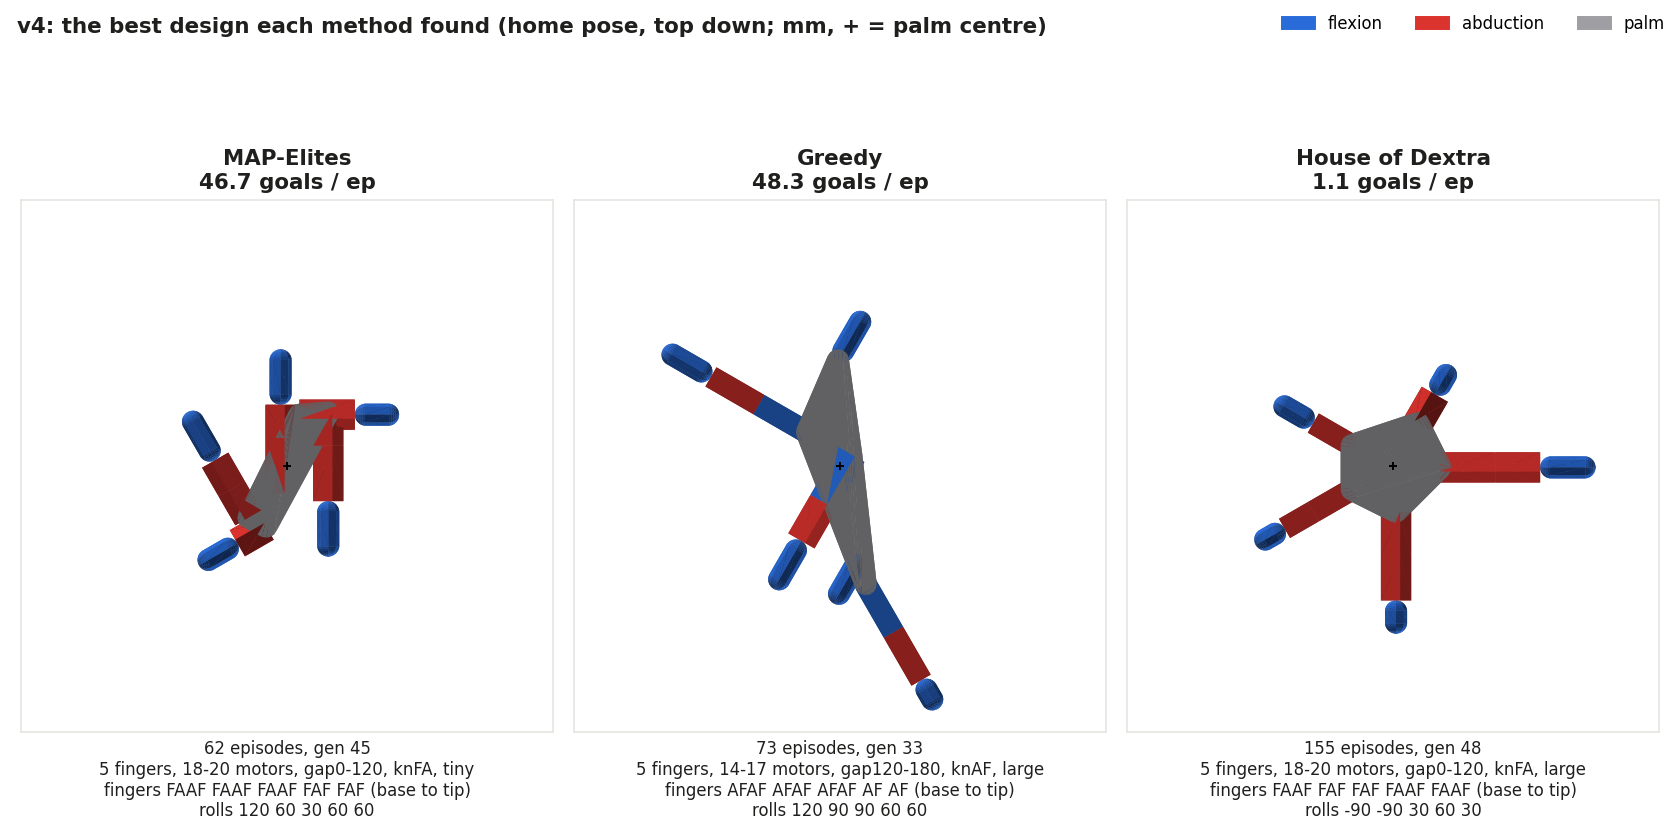 v4: the best design each method found (home pose, top down; mm, + = palm centre)
flexion
abduction
palm
MAP-Elites
46.7 goals / ep
Greedy
48.3 goals / ep
House of Dextra
1.1 goals / ep
62 episodes, gen 45
5 fingers, 18-20 motors, gap0-120, knFA, tiny
fingers FAAF FAAF FAAF FAF FAF (base to tip)
rolls 120 60 30 60 60
73 episodes, gen 33
5 fingers, 14-17 motors, gap120-180, knAF, large
fingers AFAF AFAF AFAF AF AF (base to tip)
rolls 120 90 90 60 60
155 episodes, gen 48
5 fingers, 18-20 motors, gap0-120, knFA, large
fingers FAAF FAF FAF FAAF FAAF (base to tip)
rolls -90 -90 30 60 30